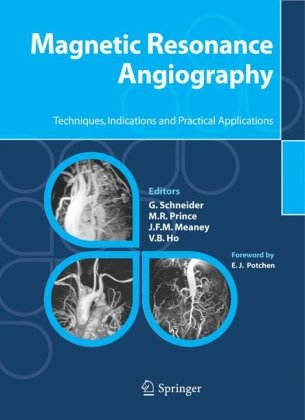 Magnetic Resonance
Angiography
Techniques, Indications and Practical Applications
Editors
G. Schneider
M.R. Prince
J.F.M. Meaney
V.B. Ho
Foreword by
E. J. Potchen
Springer